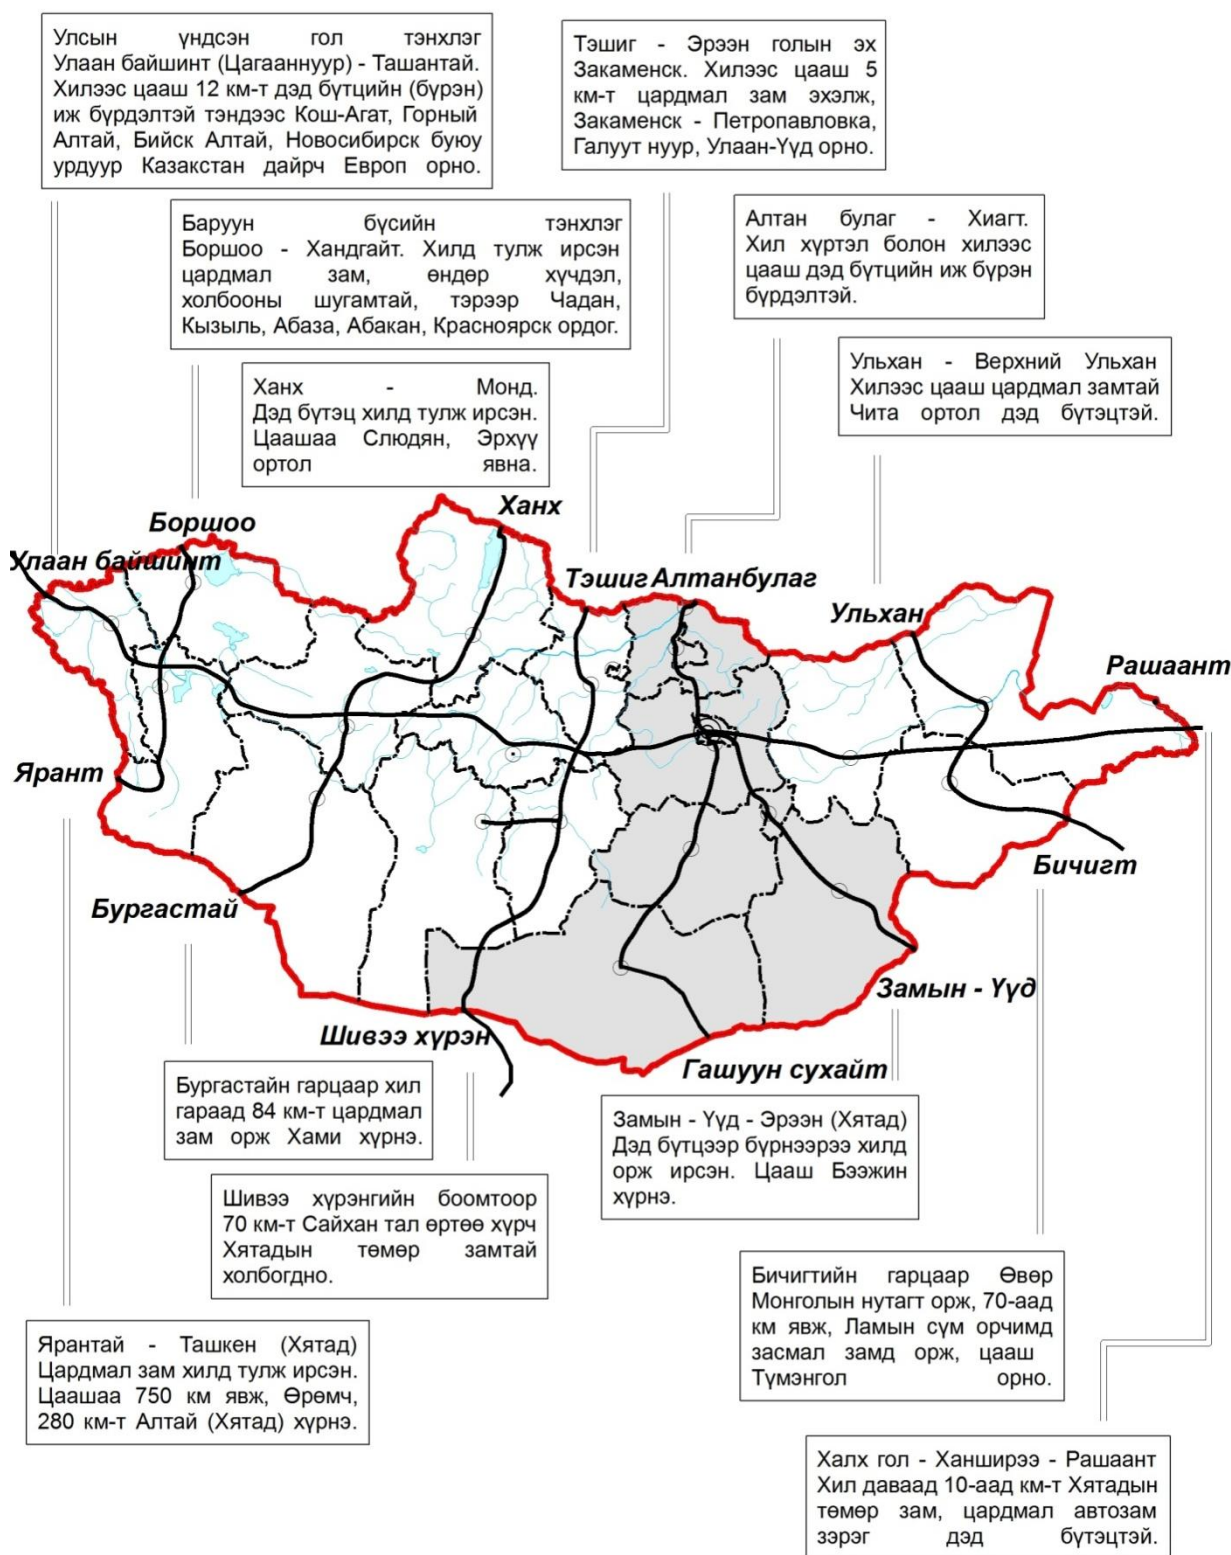 Улсын үндсэн гол тэнхлэг
Улаан байшинт (Цагааннуур) - Ташантай.
Хилээс цааш 12 км-т дэд бүтцийн (бүрэн)
иж бүрдэлтэй тэндээс Кош-Агат, Горный
Алтай, Бийск Алтай, Новосибирск буюу
урдуур Казакстан дайрч Европ орно.
Тэшиг - Эрээн голын эх
Закаменск. Хилээс цааш 5
км-т цардмал зам эхэлж,
Закаменск - Петропавловка,
Галуут нуур, Улаан-Үүд орно.
Баруун бүсийн тэнхлэг
Боршоо - Хандгайт. Хилд тулж ирсэн
цардмал зам, өндөр хүчдэл,
холбооны шугамтай, тэрээр Чадан,
Кызыль, Абаза, Абакан, Красноярск ордог.
Алтан булаг - Хиагт.
Хил хүртэл болон хилээс
цааш дэд бүтцийн иж бүрэн
бүрдэлтэй.
Ханх - Монд.
Дэд бүтэц хилд тулж ирсэн.
Цаашаа Слюдян, Эрхүү
ортол явна.
Ульхан - Верхний Ульхан
Хилээс цааш цардмал замтай
Чита ортол дэд бүтэцтэй.
Ханх
Боршоо
Улаан байшинт
Тэшиг
Алтанбулаг
Ульхан
Рашаант
Ярант
Бичигт
Бургастай
Замын - Үүд
Шивээ хүрэн
Гашуун сухайт
Бургастайн гарцаар хил
гараад 84 км-т цардмал
зам орж Хами хүрнэ.
Замын - Үүд - Эрээн (Хятад)
Дэд бүтцээр бүрнээрээ хилд
орж ирсэн. Цааш Бээжин
хүрнэ.
Шивээ хүрэнгийн боомтоор
70 км-т Сайхан тал өртөө хүрч
Хятадын төмөр замтай
холбогдно.
Бичигтийн гарцаар Өвөр
Монголын нутагт орж, 70-аад
км явж, Ламын сүм орчимд
засмал замд орж, цааш
Түмэнгол орно.
Ярантай - Ташкен (Хятад)
Цардмал зам хилд тулж ирсэн.
Цаашаа 750 км явж, Өрөмч,
280 км-т Алтай (Хятад) хүрнэ.
Халх гол - Ханширээ - Рашаант
Хил даваад 10-аад км-т Хятадын
төмөр зам, цардмал автозам
зэрэг дэд бүтэцтэй.